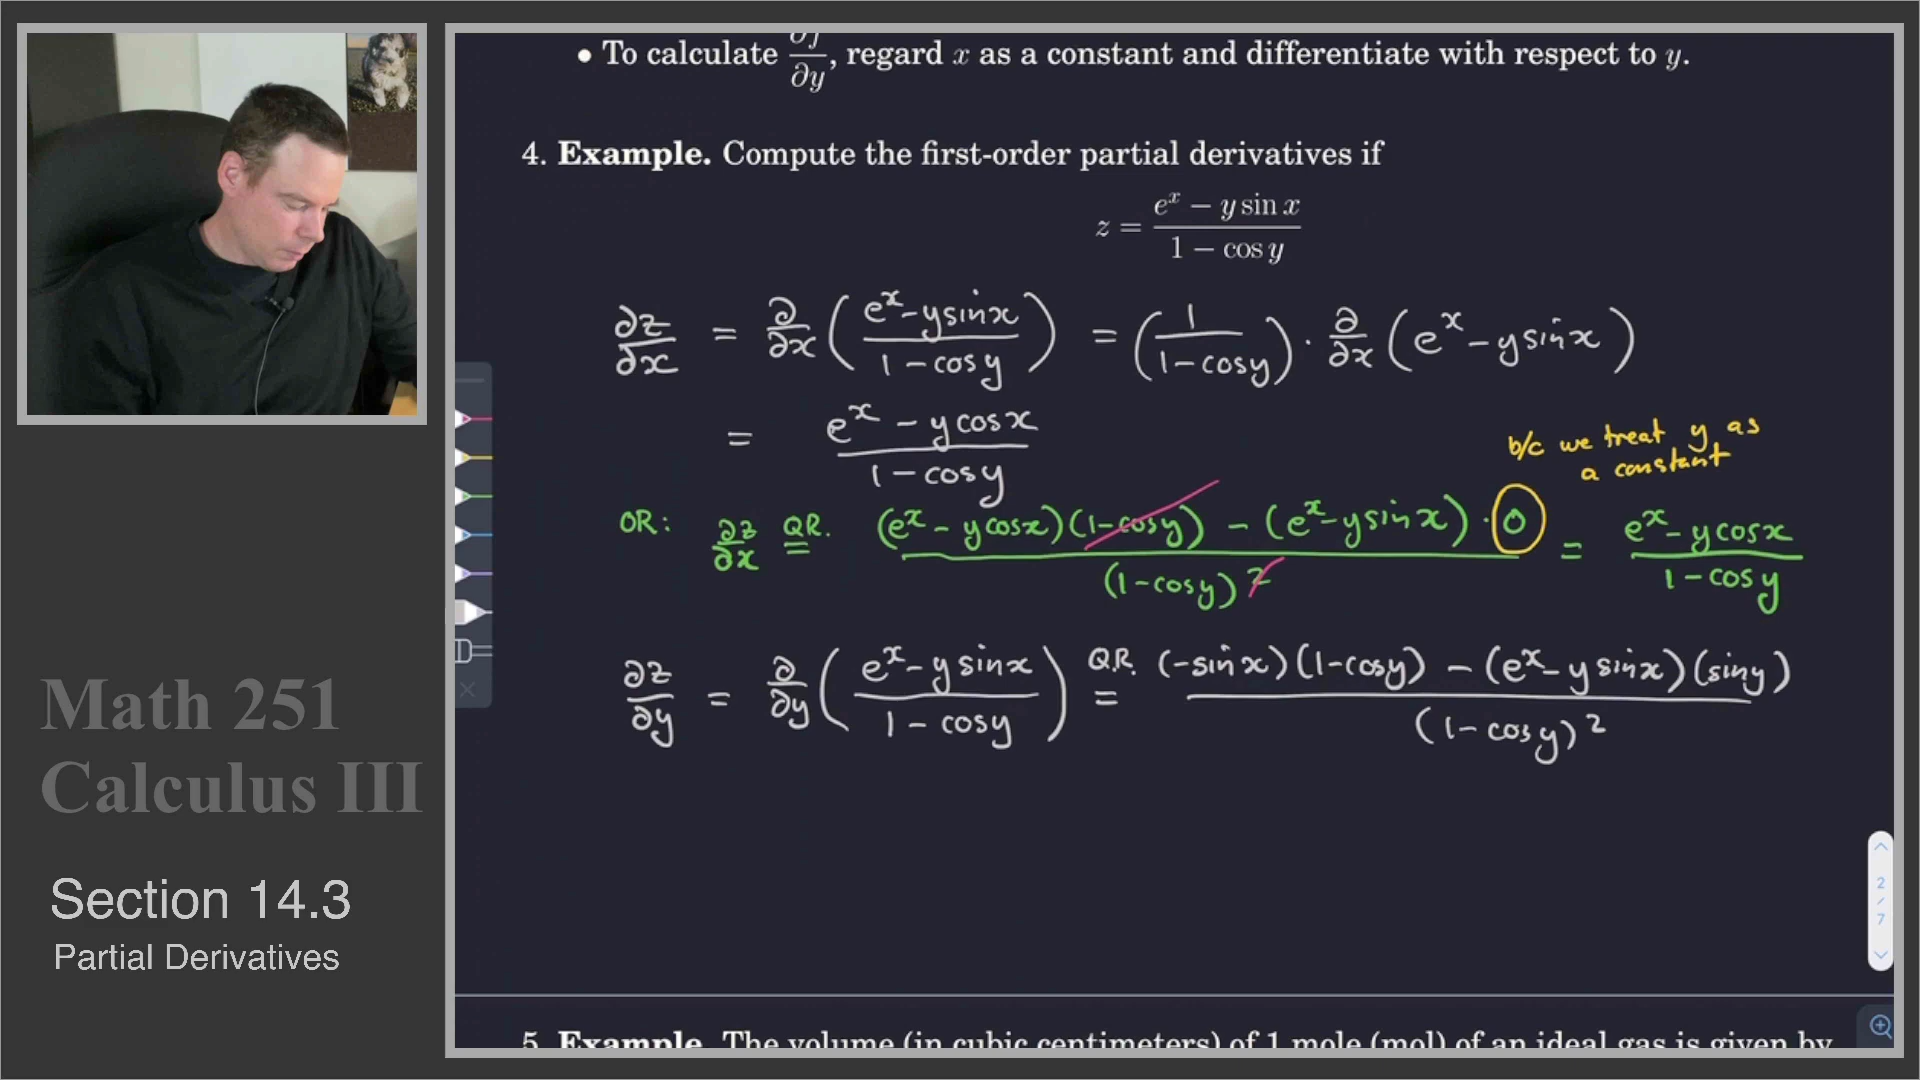 • To calculate ∂f/∂y, regard x as a constant and differentiate with respect to y.
4. Example. Compute the first-order partial derivatives if
z = (e^x − y sin x)/(1 − cos y)
∂z/∂x = ∂/∂x ((e^x − y sin x)/(1 − cos y)) = (1/(1 − cos y)) · ∂/∂x (e^x − y sin x)
= (e^x − y cos x)/(1 − cos y)
b/c we treat y as
a constant
OR: ∂z/∂x Q.R. = ((e^x − y cos x)(1 − cos y) − (e^x − y sin x) · 0)/(1 − cos y)^2 = (e^x − y cos x)/(1 − cos y)
∂z/∂y = ∂/∂y ((e^x − y sin x)/(1 − cos y)) Q.R. = ((−sin x)(1 − cos y) − (e^x − y sin x)(sin y))/(1 − cos y)^2
5. Example. The volume (in cubic centimeters) of 1 mole (mol) of an ideal gas is given by
Math 251
Calculus III
Section 14.3
Partial Derivatives
2
/
7